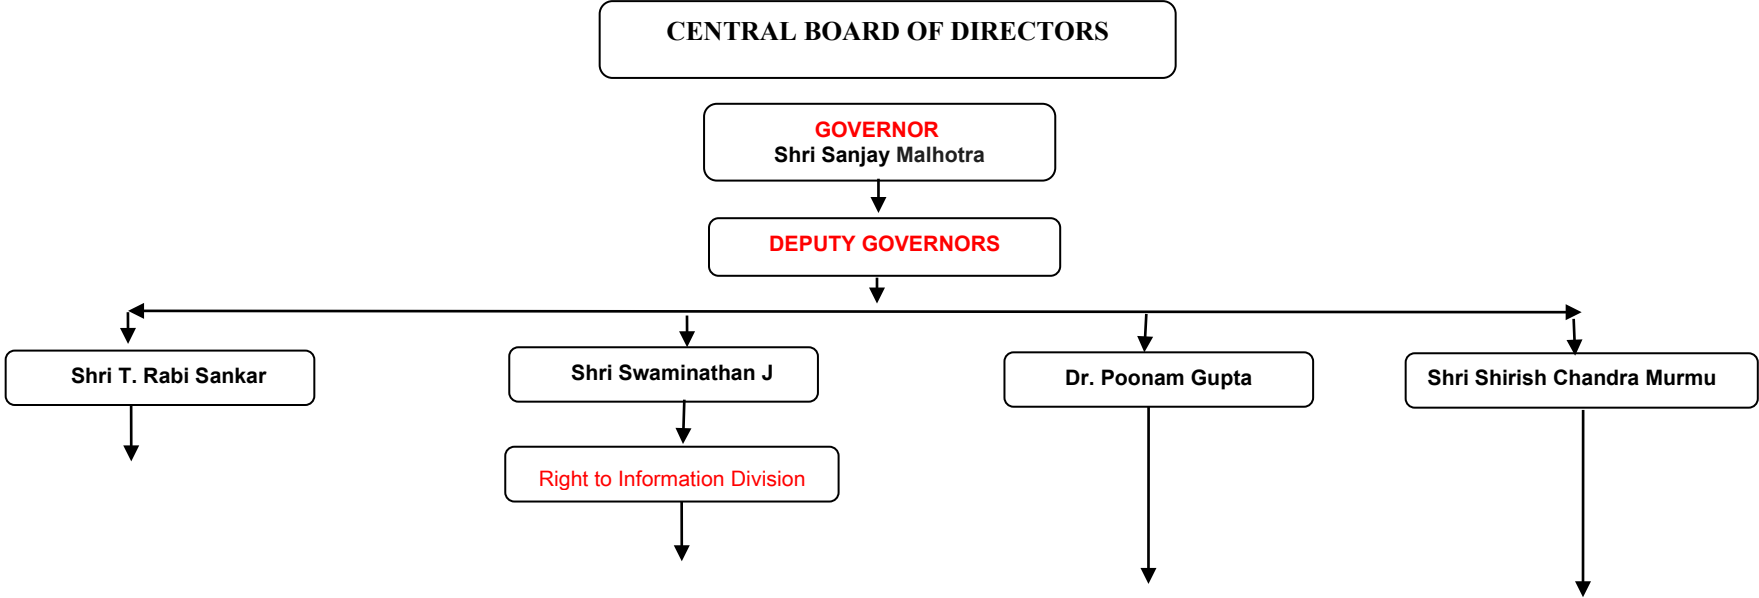 CENTRAL BOARD OF DIRECTORS
GOVERNOR
Shri Sanjay Malhotra
DEPUTY GOVERNORS
Shri T. Rabi Sankar
Shri Swaminathan J
Dr. Poonam Gupta
Shri Shirish Chandra Murmu
Right to Information Division